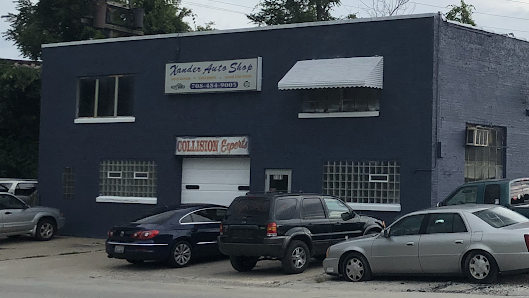 Xander Auto Shop
708-434-9003
COLLISION Experts